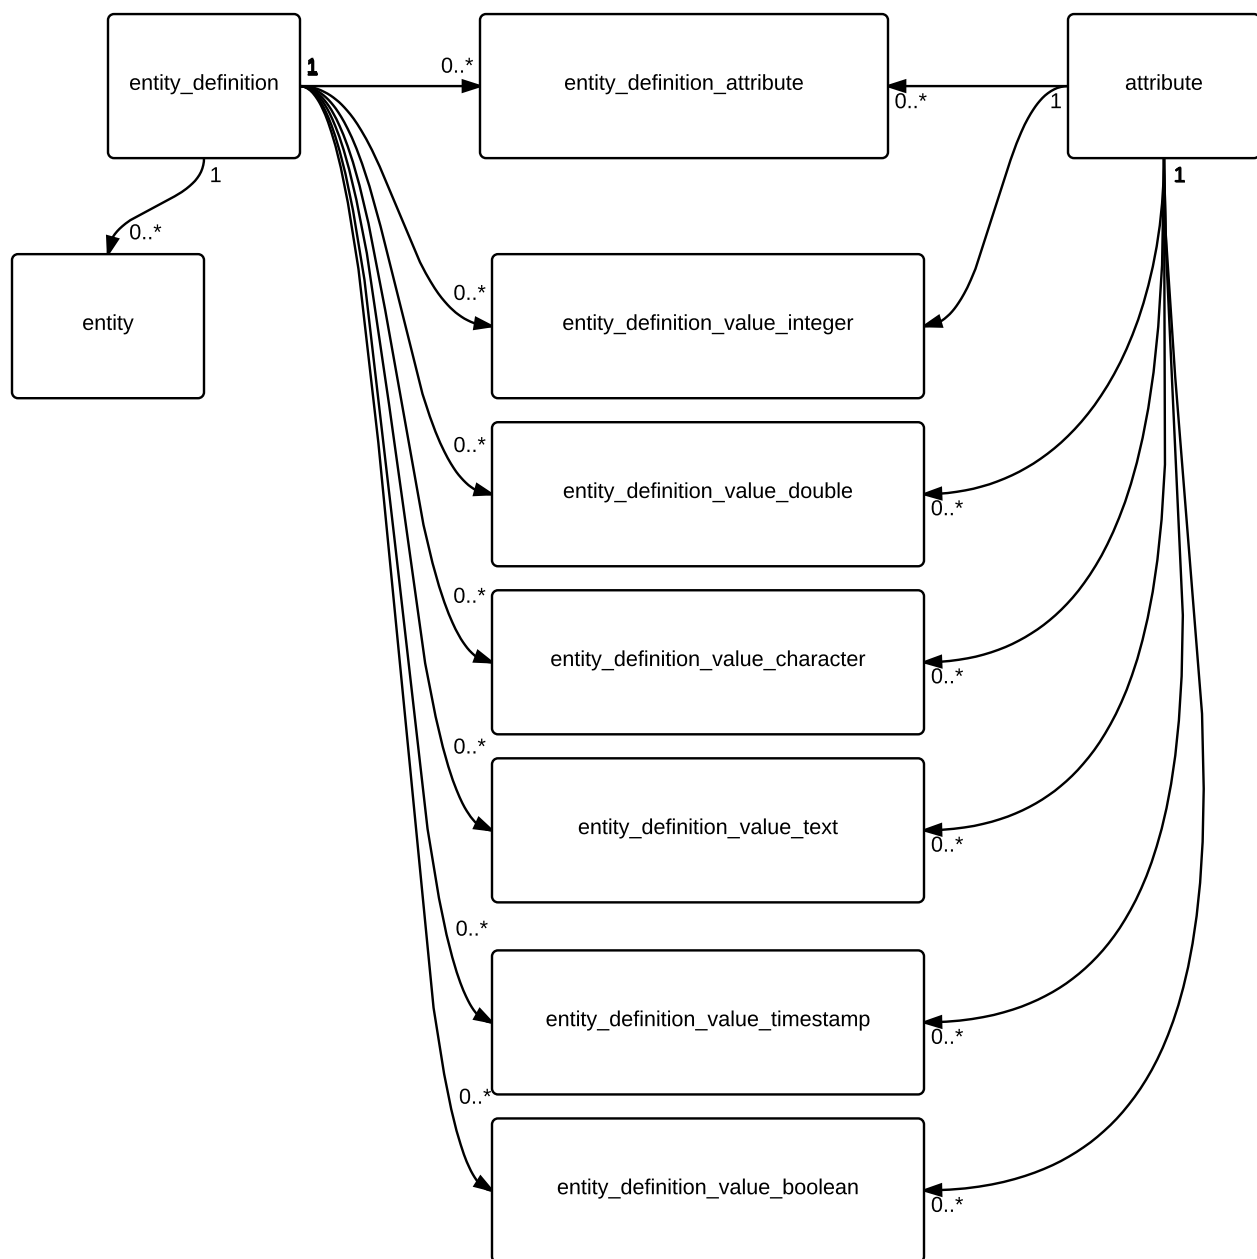 entity_definition
1
0..*
entity_definition_attribute
0..*
1
attribute
1
0..*
1
entity
0..*
entity_definition_value_integer
0..*
entity_definition_value_double
0..*
0..*
entity_definition_value_character
0..*
0..*
entity_definition_value_text
0..*
0..*
entity_definition_value_timestamp
0..*
0..*
entity_definition_value_boolean
0..*